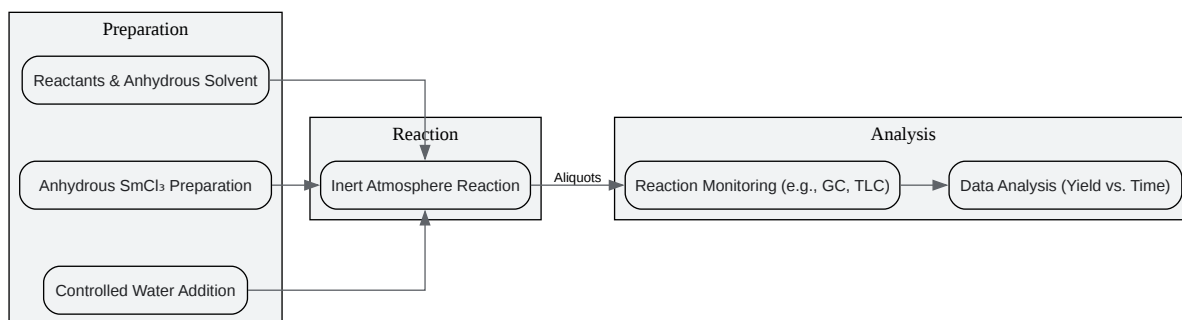 Preparation
Reactants & Anhydrous Solvent
Anhydrous SmCl₃ Preparation
Controlled Water Addition
Reaction
Inert Atmosphere Reaction
Aliquots
Analysis
Reaction Monitoring (e.g., GC, TLC)
Data Analysis (Yield vs. Time)